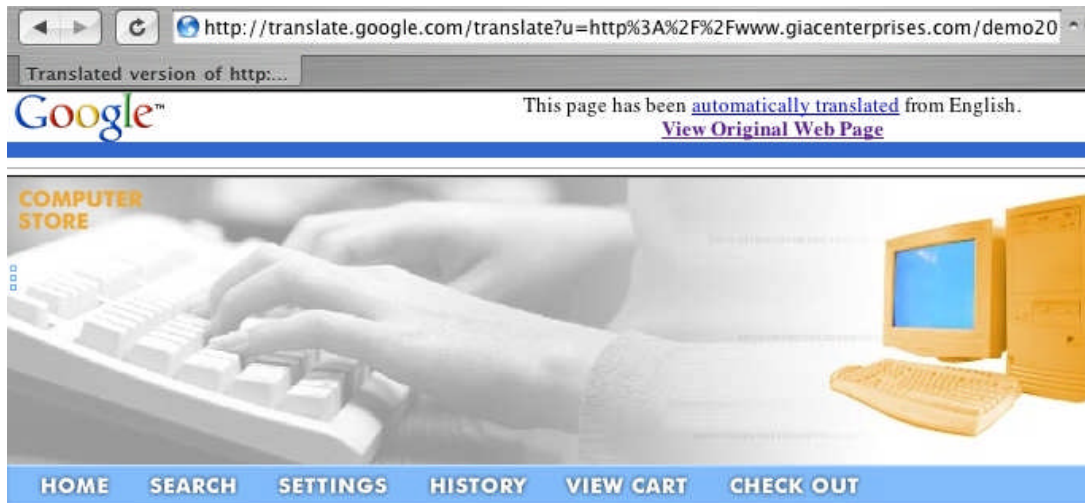 http://translate.google.com/translate?u=http%3A%2F%2Fwww.giacenterprises.com/demo20
Translated version of http:...
Google™
This page has been automatically translated from English.
View Original Web Page
COMPUTER
STORE
HOME SEARCH SETTINGS HISTORY VIEW CART CHECK OUT